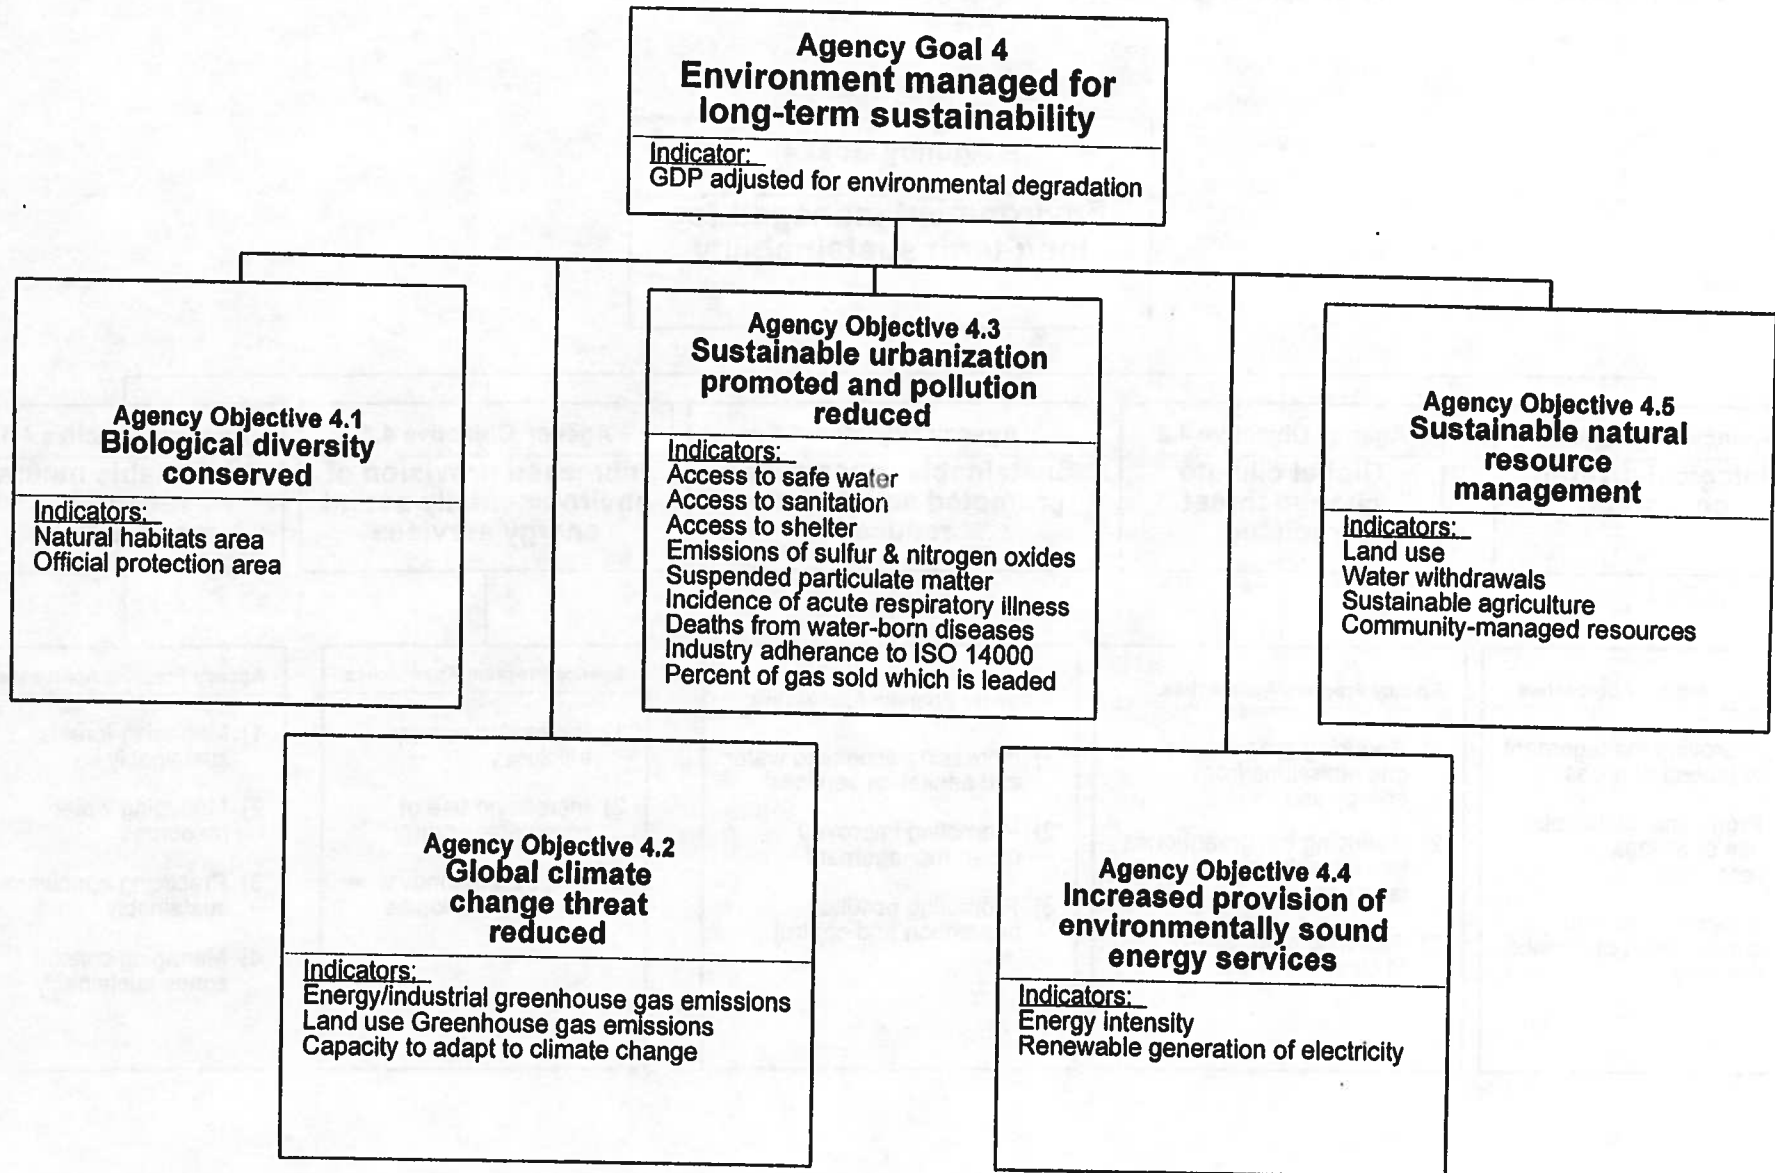 Agency Goal 4
Environment managed for
long-term sustainability
Indicator:
GDP adjusted for environmental degradation
Agency Objective 4.1
Biological diversity
conserved
Indicators:
Natural habitats area
Official protection area
Agency Objective 4.2
Global climate
change threat
reduced
Indicators:
Energy/industrial greenhouse gas emissions
Land use Greenhouse gas emissions
Capacity to adapt to climate change
Agency Objective 4.3
Sustainable urbanization
promoted and pollution
reduced
Indicators:
Access to safe water
Access to sanitation
Access to shelter
Emissions of sulfur & nitrogen oxides
Suspended particulate matter
Incidence of acute respiratory illness
Deaths from water-born diseases
Industry adherance to ISO 14000
Percent of gas sold which is leaded
Agency Objective 4.4
Increased provision of
environmentally sound
energy services
Indicators:
Energy intensity
Renewable generation of electricity
Agency Objective 4.5
Sustainable natural
resource
management
Indicators:
Land use
Water withdrawals
Sustainable agriculture
Community-managed resources